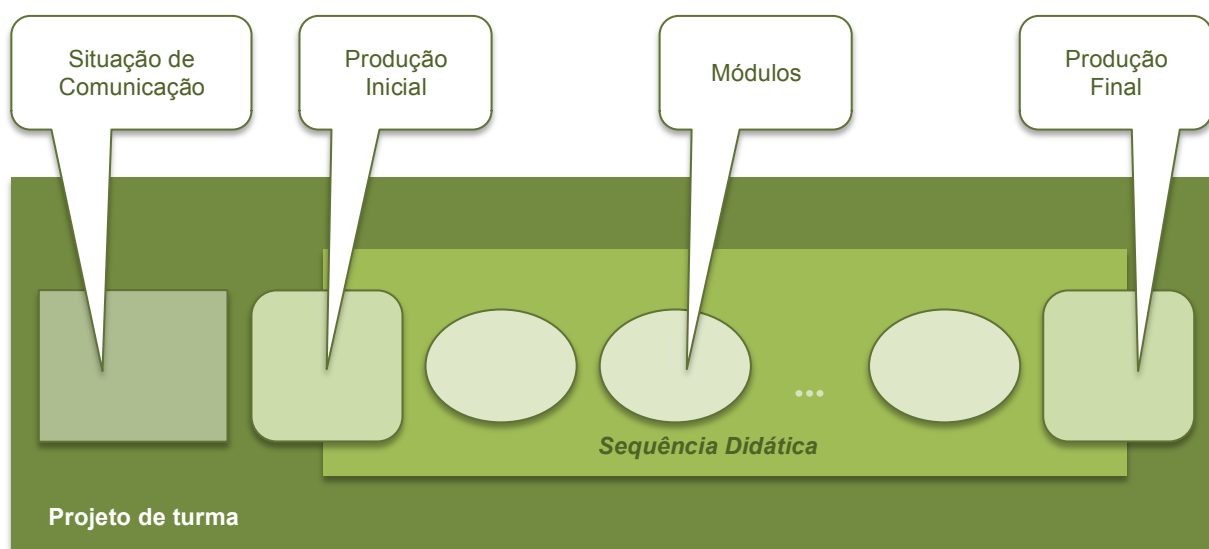 Situação de
Comunicação
Produção
Inicial
Módulos
Produção
Final
...
Sequência Didática
Projeto de turma